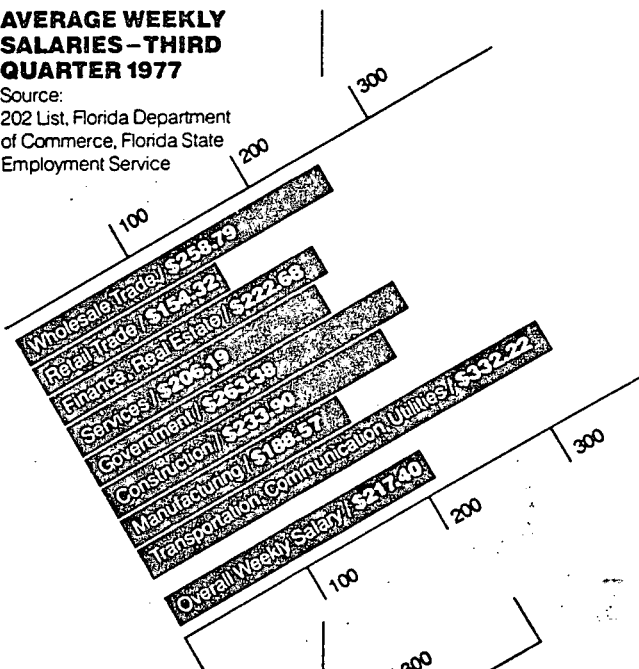 AVERAGE WEEKLY
SALARIES–THIRD
QUARTER 1977
Source:
202 List, Florida Department
of Commerce, Florida State
Employment Service
100
200
300
Wholesale Trade / $258.79
Retail Trade / $154.32
Finance, Real Estate / $222.68
Services / $206.19
Government / $263.38
Construction / $233.90
Manufacturing / $188.57
Transportation, Communication, Utilities / $332.22
Overall Weekly Salary / $217.40
100
200
300
300